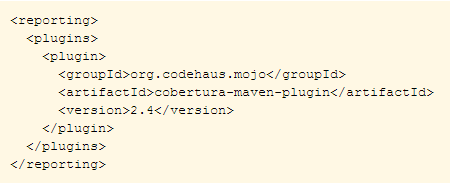 <reporting>
  <plugins>
    <plugin>
      <groupId>org.codehaus.mojo</groupId>
      <artifactId>cobertura-maven-plugin</artifactId>
      <version>2.4</version>
    </plugin>
  </plugins>
</reporting>